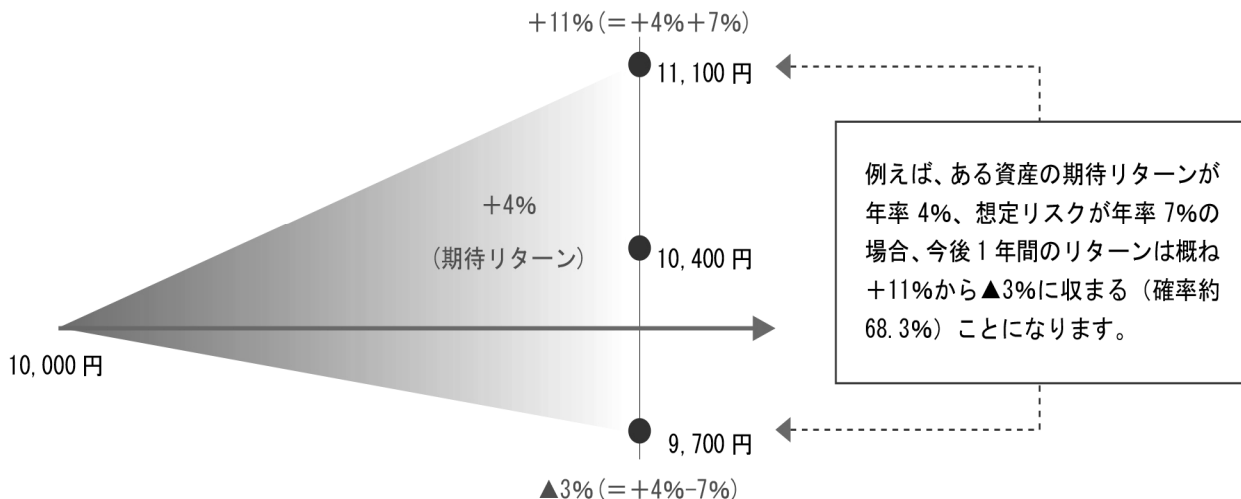 +11%(=+4%+7%)
11,100 円
+4%
(期待リターン)
10,400 円
10,000 円
9,700 円
▲3%(=+4%-7%)
例えば、ある資産の期待リターンが
年率 4%、想定リスクが年率 7%の
場合、今後 1 年間のリターンは概ね
+11%から▲3%に収まる（確率約
68.3%）ことになります。